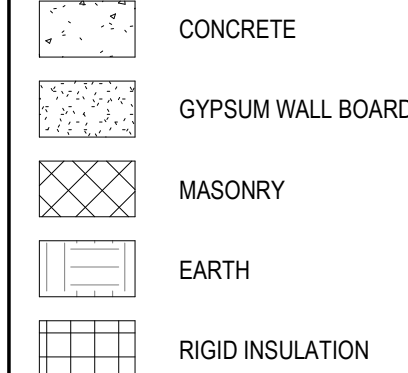 CONCRETE
GYPSUM WALL BOARD
MASONRY
EARTH
RIGID INSULATION